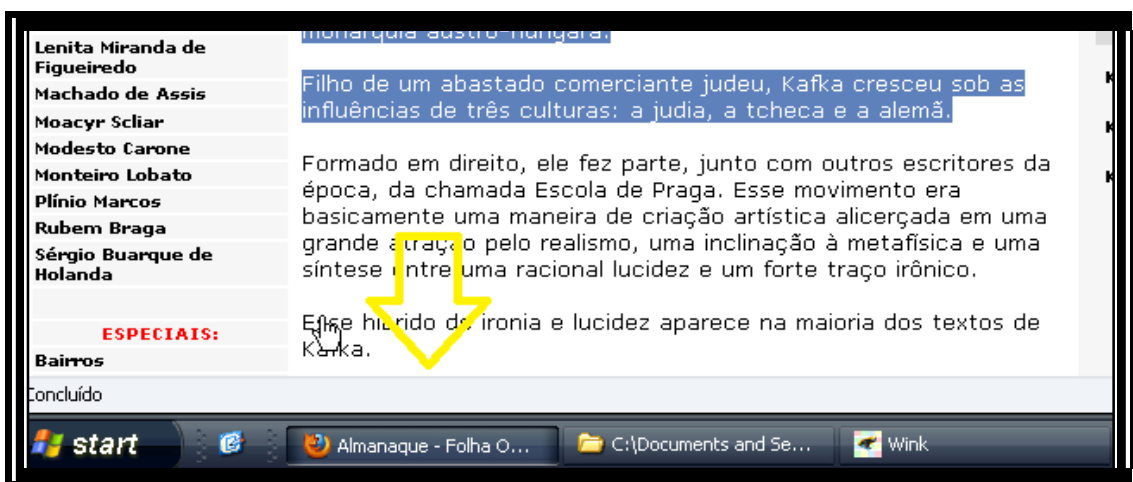 Lenita Miranda de
Figueiredo
Machado de Assis
Moacyr Scliar
Modesto Carone
Monteiro Lobato
Plínio Marcos
Rubem Braga
Sérgio Buarque de
Holanda
ESPECIAIS:
Bairros
monarquia austro-húngara.
Filho de um abastado comerciante judeu, Kafka cresceu sob as
influências de três culturas: a judia, a tcheca e a alemã.
Formado em direito, ele fez parte, junto com outros escritores da
época, da chamada Escola de Praga. Esse movimento era
basicamente uma maneira de criação artística alicerçada em uma
grande atração pelo realismo, uma inclinação à metafísica e uma
síntese entre uma racional lucidez e um forte traço irônico.
Esse híbrido de ironia e lucidez aparece na maioria dos textos de
Kafka.
K
K
K
Concluído
start
Almanaque - Folha O...
C:\Documents and Se...
Wink